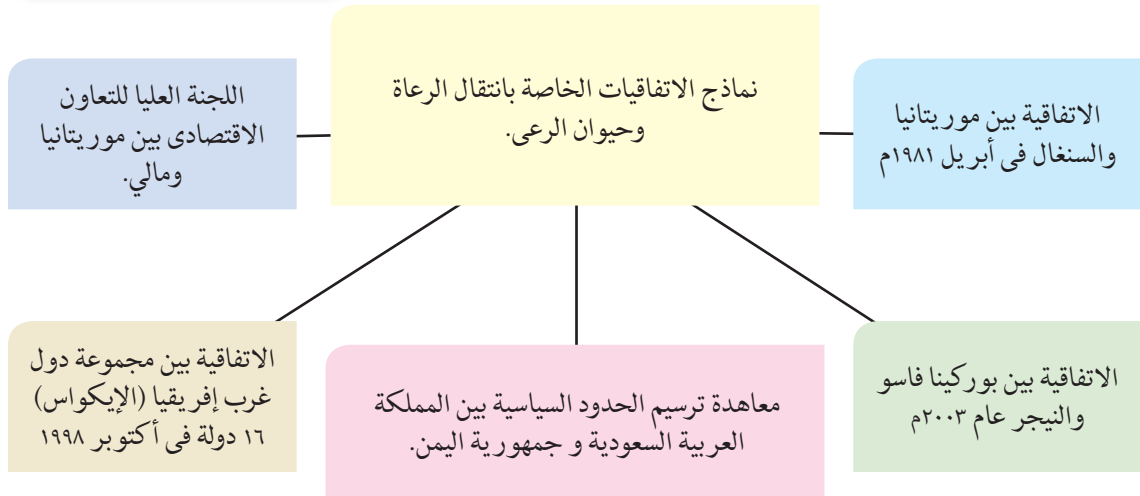 نماذج الاتفاقيات الخاصة بانتقال الرعاة
وحيوان الرعى.
الاتفاقية بين موريتانيا
والسنغال فى أبريل ١٩٨١م
اللجنة العليا للتعاون
الاقتصادى بين موريتانيا
ومالي.
الاتفاقية بين بوركينا فاسو
والنيجر عام ٢٠٠٣م
معاهدة ترسيم الحدود السياسية بين المملكة
العربية السعودية و جمهورية اليمن.
الاتفاقية بين مجموعة دول
غرب إفريقيا (الإيكواس)
١٦ دولة فى أكتوبر ١٩٩٨